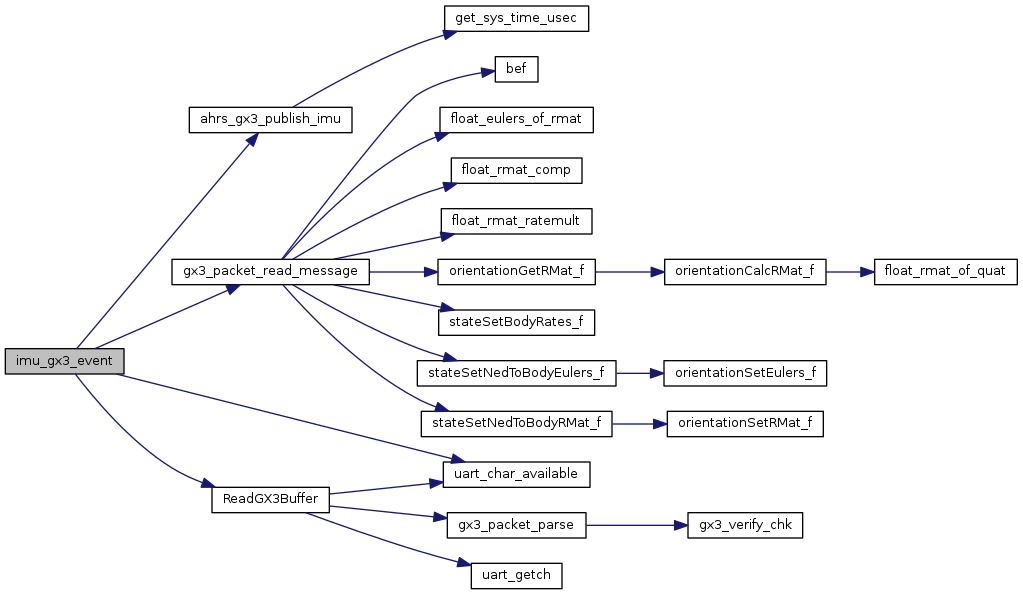 get_sys_time_usec
bef
ahrs_gx3_publish_imu
float_eulers_of_rmat
float_rmat_comp
float_rmat_ratemult
gx3_packet_read_message
orientationGetRMat_f
orientationCalcRMat_f
float_rmat_of_quat
stateSetBodyRates_f
imu_gx3_event
stateSetNedToBodyEulers_f
orientationSetEulers_f
stateSetNedToBodyRMat_f
orientationSetRMat_f
uart_char_available
ReadGX3Buffer
gx3_packet_parse
gx3_verify_chk
uart_getch